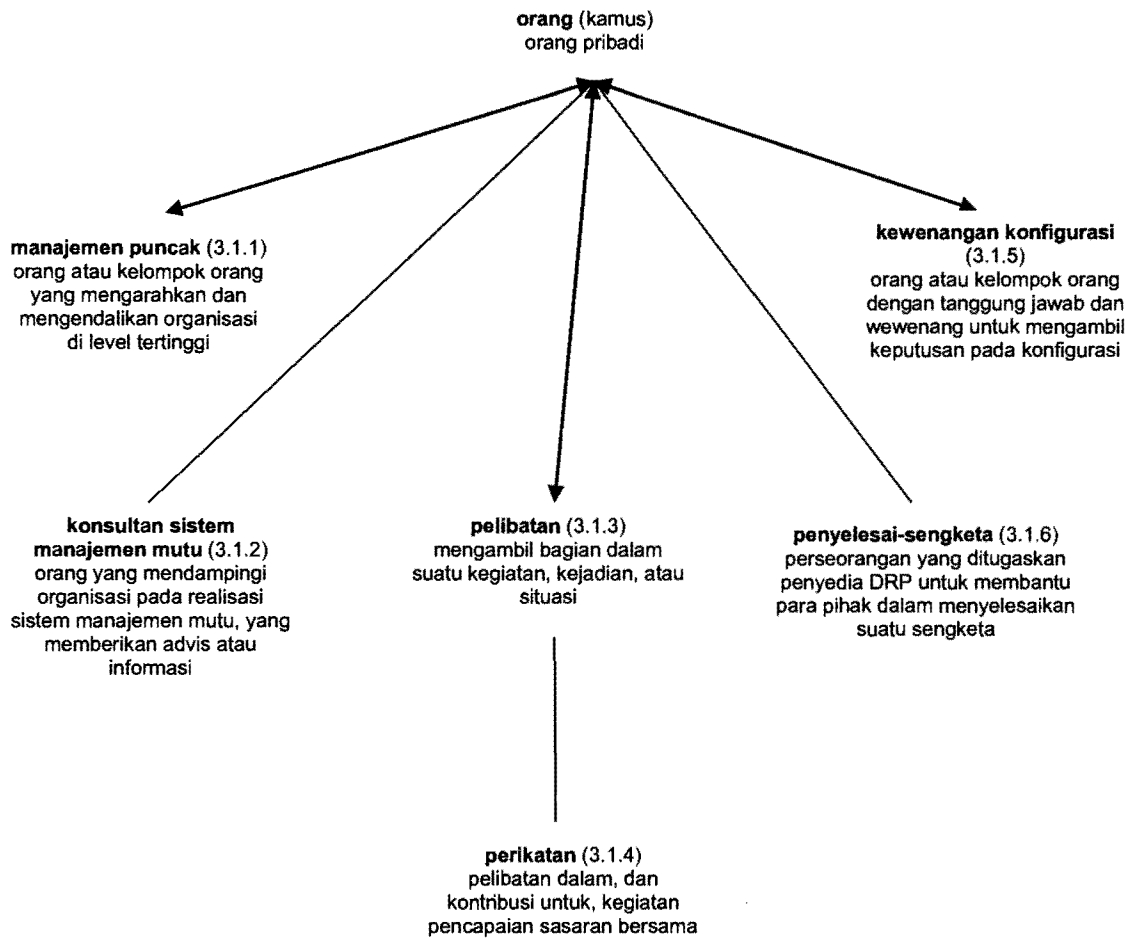 orang (kamus)
orang pribadi
manajemen puncak (3.1.1)
orang atau kelompok orang
yang mengarahkan dan
mengendalikan organisasi
di level tertinggi
kewenangan konfigurasi
(3.1.5)
orang atau kelompok orang
dengan tanggung jawab dan
wewenang untuk mengambil
keputusan pada konfigurasi
konsultan sistem
manajemen mutu (3.1.2)
orang yang mendampingi
organisasi pada realisasi
sistem manajemen mutu, yang
memberikan advis atau
informasi
pelibatan (3.1.3)
mengambil bagian dalam
suatu kegiatan, kejadian, atau
situasi
penyelesai-sengketa (3.1.6)
perseorangan yang ditugaskan
penyedia DRP untuk membantu
para pihak dalam menyelesaikan
suatu sengketa
perikatan (3.1.4)
pelibatan dalam, dan
kontribusi untuk, kegiatan
pencapaian sasaran bersama